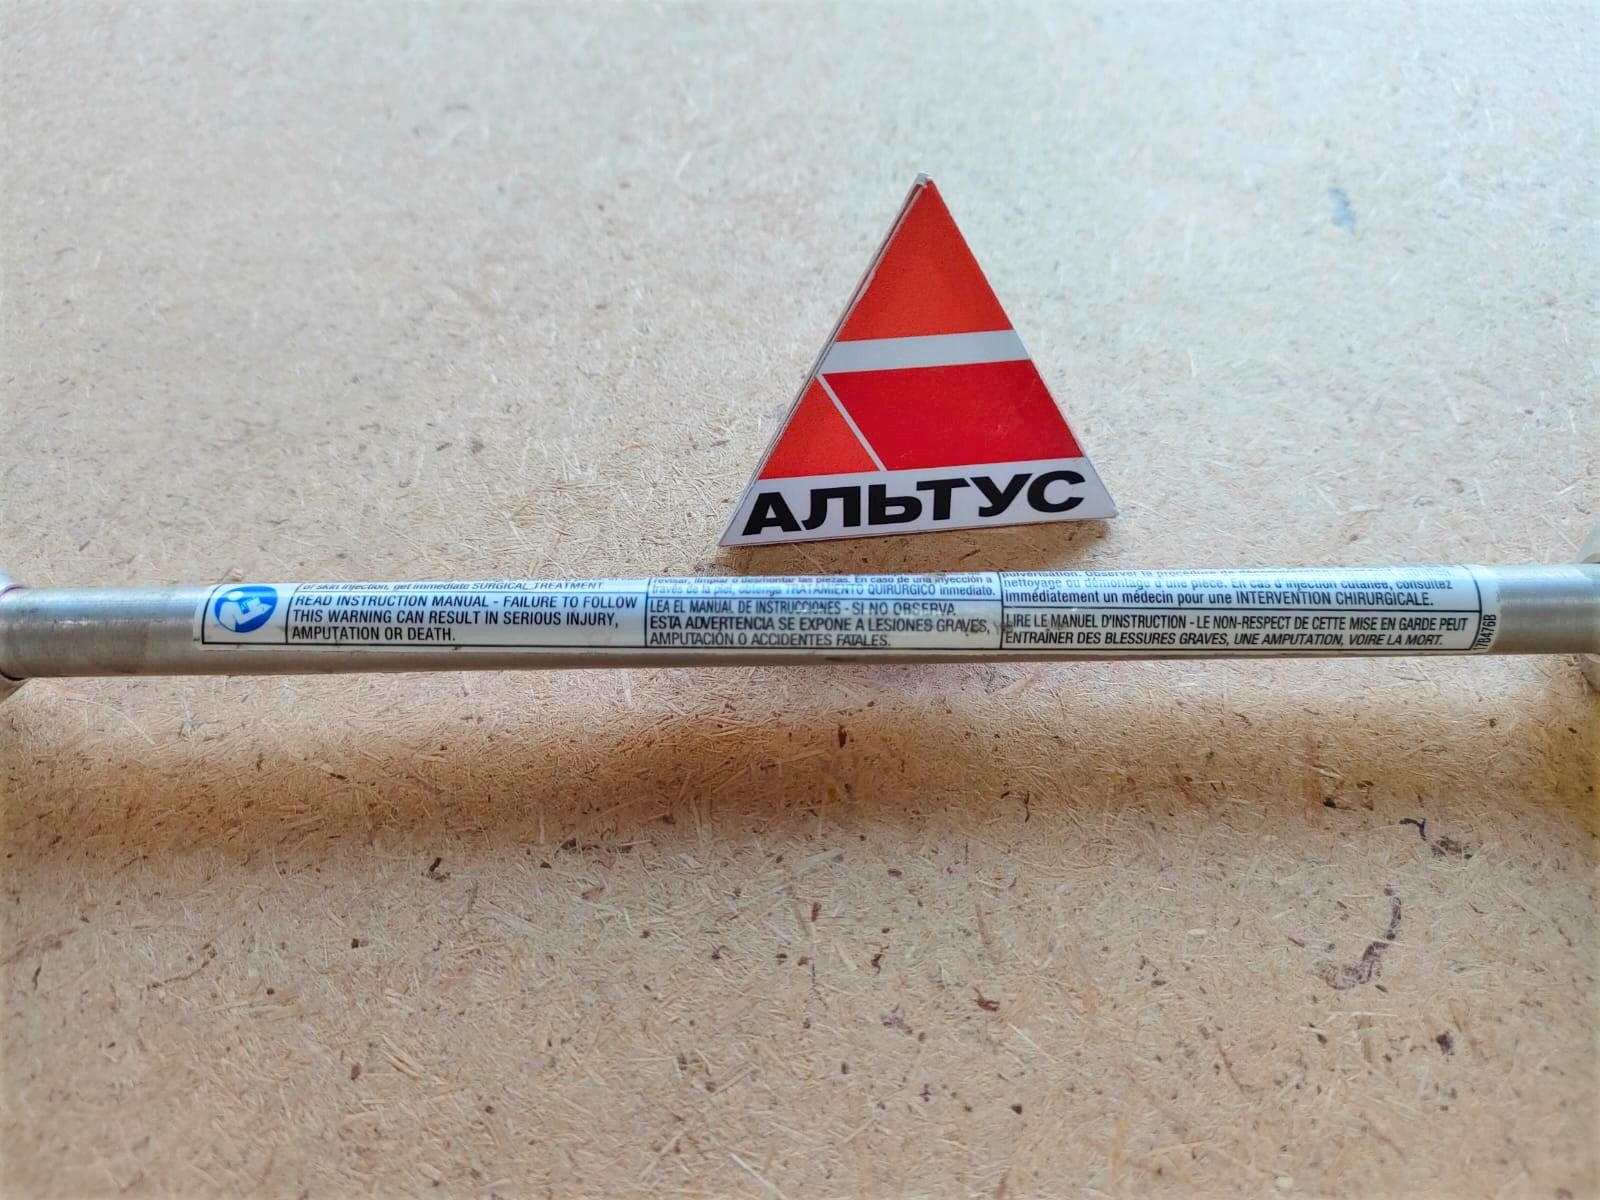 АЛЬТУС
of skin injection, get immediate SURGICAL TREATMENT.
READ INSTRUCTION MANUAL - FAILURE TO FOLLOW
THIS WARNING CAN RESULT IN SERIOUS INJURY,
AMPUTATION OR DEATH.
revisar, limpiar o desmontar las piezas. En caso de una inyección a
través de la piel, obtenga TRATAMIENTO QUIRÚRGICO inmediato.
LEA EL MANUAL DE INSTRUCCIONES - SI NO OBSERVA
ESTA ADVERTENCIA SE EXPONE A LESIONES GRAVES,
AMPUTACIÓN O ACCIDENTES FATALES.
pulvérisation. Observer la procédure de
nettoyage ou démontage d'une pièce. En cas d'injection cutanée, consultez
immédiatement un médecin pour une INTERVENTION CHIRURGICALE.
LIRE LE MANUEL D'INSTRUCTION - LE NON-RESPECT DE CETTE MISE EN GARDE PEUT
ENTRAÎNER DES BLESSURES GRAVES, UNE AMPUTATION, VOIRE LA MORT.